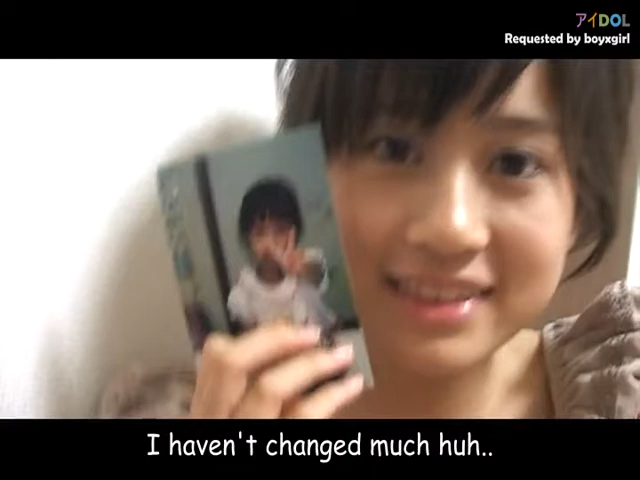 アイDOL
Requested by boyxgirl
I haven't changed much huh..